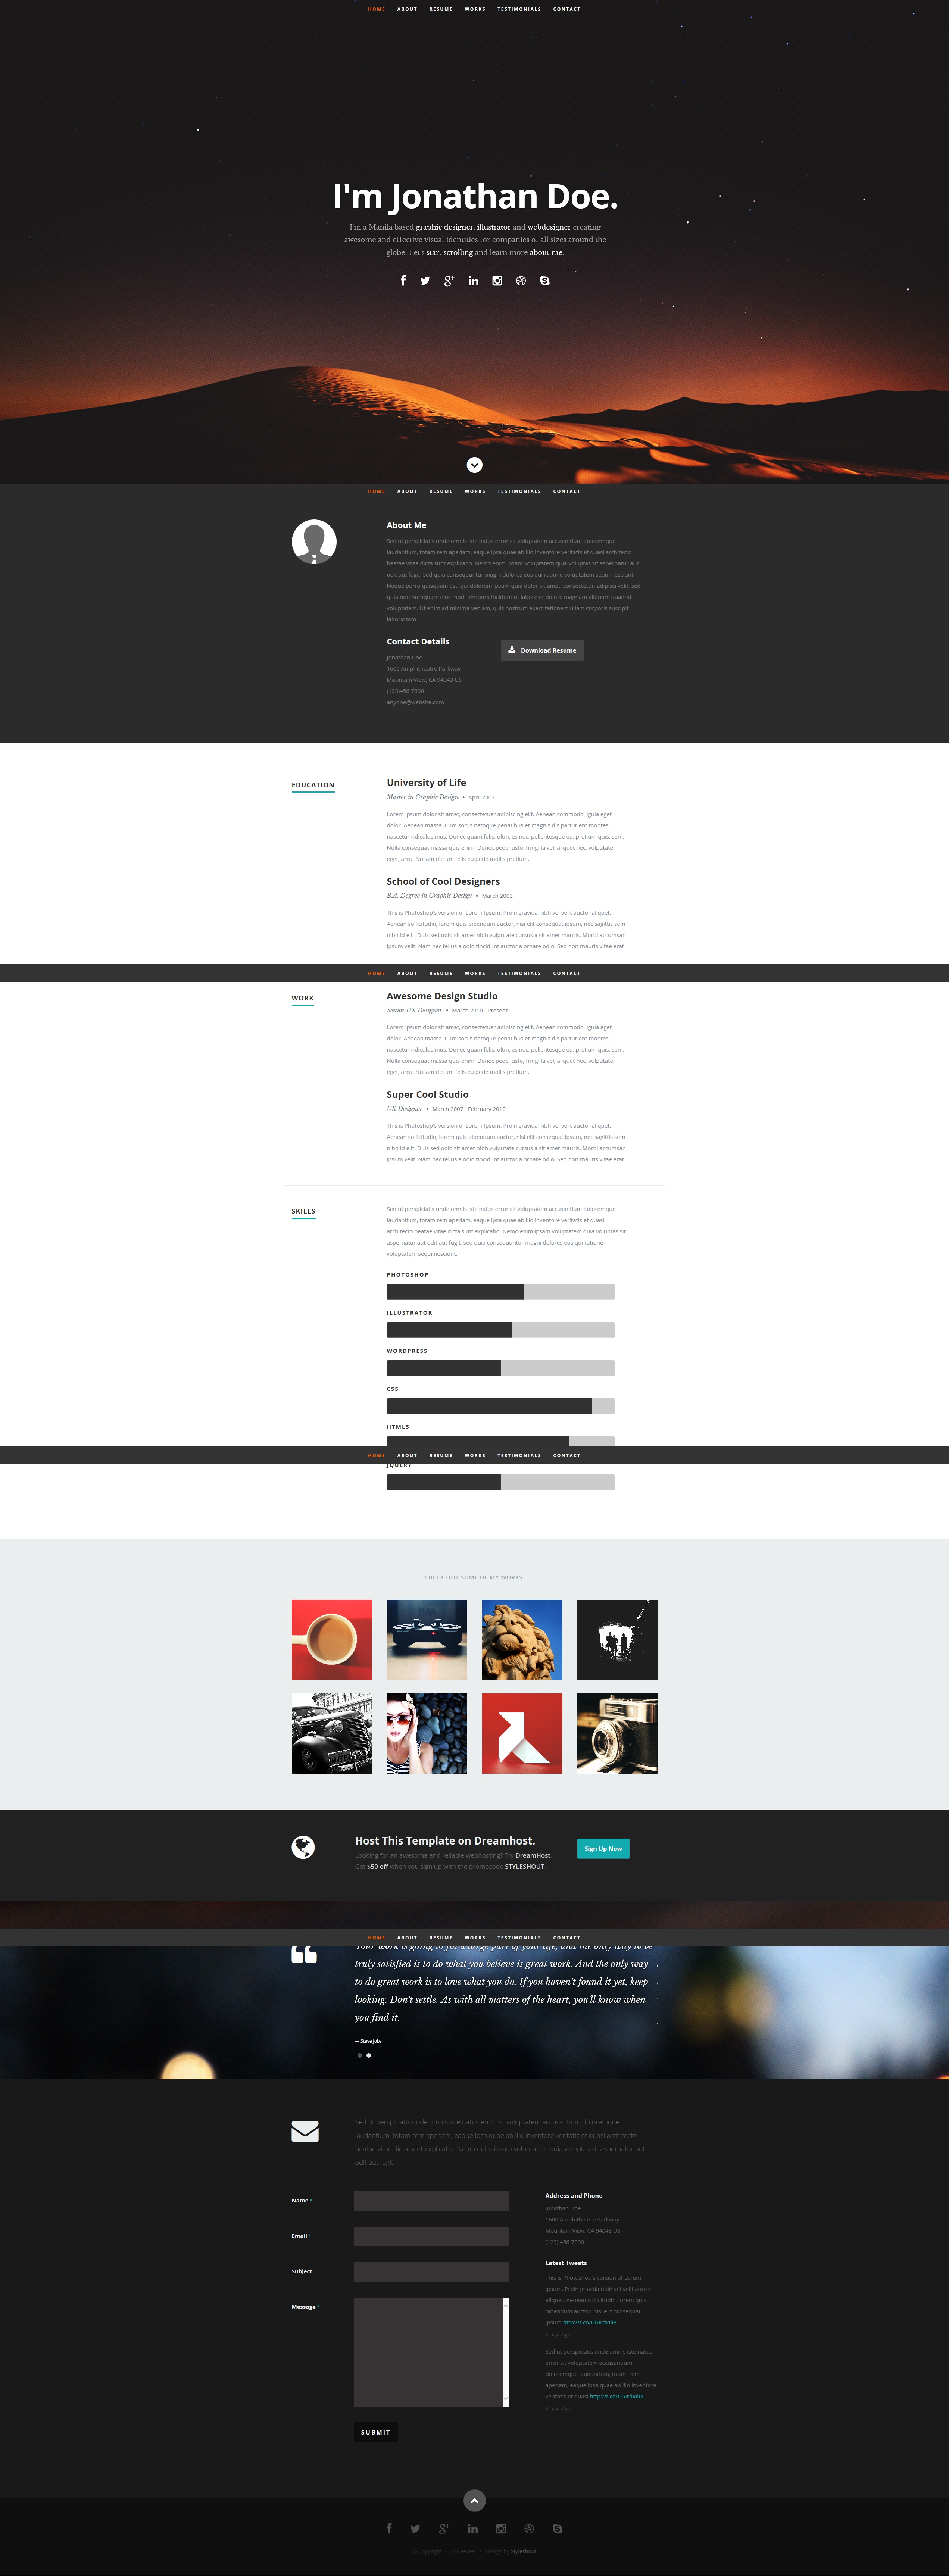 HOME ABOUT RESUME WORKS TESTIMONIALS CONTACT
I'm Jonathan Doe.
I'm a Manila based graphic designer, illustrator and webdesigner creating
awesome and effective visual identities for companies of all sizes around the
globe. Let's start scrolling and learn more about me.
HOME ABOUT RESUME WORKS TESTIMONIALS CONTACT
About Me
Sed ut perspiciatis unde omnis iste natus error sit voluptatem accusantium doloremque
laudantium, totam rem aperiam, eaque ipsa quae ab illo inventore veritatis et quasi architecto
beatae vitae dicta sunt explicabo. Nemo enim ipsam voluptatem quia voluptas sit aspernatur aut
odit aut fugit, sed quia consequuntur magni dolores eos qui ratione voluptatem sequi nesciunt.
Neque porro quisquam est, qui dolorem ipsum quia dolor sit amet, consectetur, adipisci velit, sed
quia non numquam eius modi tempora incidunt ut labore et dolore magnam aliquam quaerat
voluptatem. Ut enim ad minima veniam, quis nostrum exercitationem ullam corporis suscipit
laboriosam.
Contact Details
Jonathan Doe
1600 Amphitheatre Parkway
Mountain View, CA 94043 US
(123)456-7890
anyone@website.com
Download Resume
EDUCATION
University of Life
Master in Graphic Design • April 2007
Lorem ipsum dolor sit amet, consectetuer adipiscing elit. Aenean commodo ligula eget
dolor. Aenean massa. Cum sociis natoque penatibus et magnis dis parturient montes,
nascetur ridiculus mus. Donec quam felis, ultricies nec, pellentesque eu, pretium quis, sem.
Nulla consequat massa quis enim. Donec pede justo, fringilla vel, aliquet nec, vulputate
eget, arcu. Nullam dictum felis eu pede mollis pretium.
School of Cool Designers
B.A. Degree in Graphic Design • March 2003
This is Photoshop's version of Lorem Ipsum. Proin gravida nibh vel velit auctor aliquet.
Aenean sollicitudin, lorem quis bibendum auctor, nisi elit consequat ipsum, nec sagittis sem
nibh id elit. Duis sed odio sit amet nibh vulputate cursus a sit amet mauris. Morbi accumsan
ipsum velit. Nam nec tellus a odio tincidunt auctor a ornare odio. Sed non mauris vitae erat
HOME ABOUT RESUME WORKS TESTIMONIALS CONTACT
WORK
Awesome Design Studio
Senior UX Designer • March 2010 - Present
Lorem ipsum dolor sit amet, consectetuer adipiscing elit. Aenean commodo ligula eget
dolor. Aenean massa. Cum sociis natoque penatibus et magnis dis parturient montes,
nascetur ridiculus mus. Donec quam felis, ultricies nec, pellentesque eu, pretium quis, sem.
Nulla consequat massa quis enim. Donec pede justo, fringilla vel, aliquet nec, vulputate
eget, arcu. Nullam dictum felis eu pede mollis pretium.
Super Cool Studio
UX Designer • March 2007 - February 2010
This is Photoshop's version of Lorem Ipsum. Proin gravida nibh vel velit auctor aliquet.
Aenean sollicitudin, lorem quis bibendum auctor, nisi elit consequat ipsum, nec sagittis sem
nibh id elit. Duis sed odio sit amet nibh vulputate cursus a sit amet mauris. Morbi accumsan
ipsum velit. Nam nec tellus a odio tincidunt auctor a ornare odio. Sed non mauris vitae erat
SKILLS
Sed ut perspiciatis unde omnis iste natus error sit voluptatem accusantium doloremque
laudantium, totam rem aperiam, eaque ipsa quae ab illo inventore veritatis et quasi
architecto beatae vitae dicta sunt explicabo. Nemo enim ipsam voluptatem quia voluptas sit
aspernatur aut odit aut fugit, sed quia consequuntur magni dolores eos qui ratione
voluptatem sequi nesciunt.
PHOTOSHOP
ILLUSTRATOR
WORDPRESS
CSS
HTML5
HOME ABOUT RESUME WORKS TESTIMONIALS CONTACT
JQUERY
CHECK OUT SOME OF MY WORKS.
Host This Template on Dreamhost.
Looking for an awesome and reliable webhosting? Try DreamHost.
Get $50 off when you sign up with the promocode STYLESHOUT.
Sign Up Now
HOME ABOUT RESUME WORKS TESTIMONIALS CONTACT
Your work is going to fill a large part of your life, and the only way to be
truly satisfied is to do what you believe is great work. And the only way
to do great work is to love what you do. If you haven't found it yet, keep
looking. Don't settle. As with all matters of the heart, you'll know when
you find it.
— Steve Jobs
Sed ut perspiciatis unde omnis iste natus error sit voluptatem accusantium doloremque
laudantium, totam rem aperiam, eaque ipsa quae ab illo inventore veritatis et quasi architecto
beatae vitae dicta sunt explicabo. Nemo enim ipsam voluptatem quia voluptas sit aspernatur aut
odit aut fugit.
Name *
Email *
Subject
Message *
SUBMIT
Address and Phone
Jonathan Doe
1600 Amphitheatre Parkway
Mountain View, CA 94043 US
(123) 456-7890
Latest Tweets
This is Photoshop's version of Lorem
Ipsum. Proin gravida nibh vel velit auctor
aliquet. Aenean sollicitudin, lorem quis
bibendum auctor, nisi elit consequat
ipsum http://t.co/CGIrdxIII3
2 Days Ago
Sed ut perspiciatis unde omnis iste natus
error sit voluptatem accusantium
doloremque laudantium, totam rem
aperiam, eaque ipsa quae ab illo inventore
veritatis et quasi http://t.co/CGIrdxIII3
3 Days Ago
Design by Styleshout